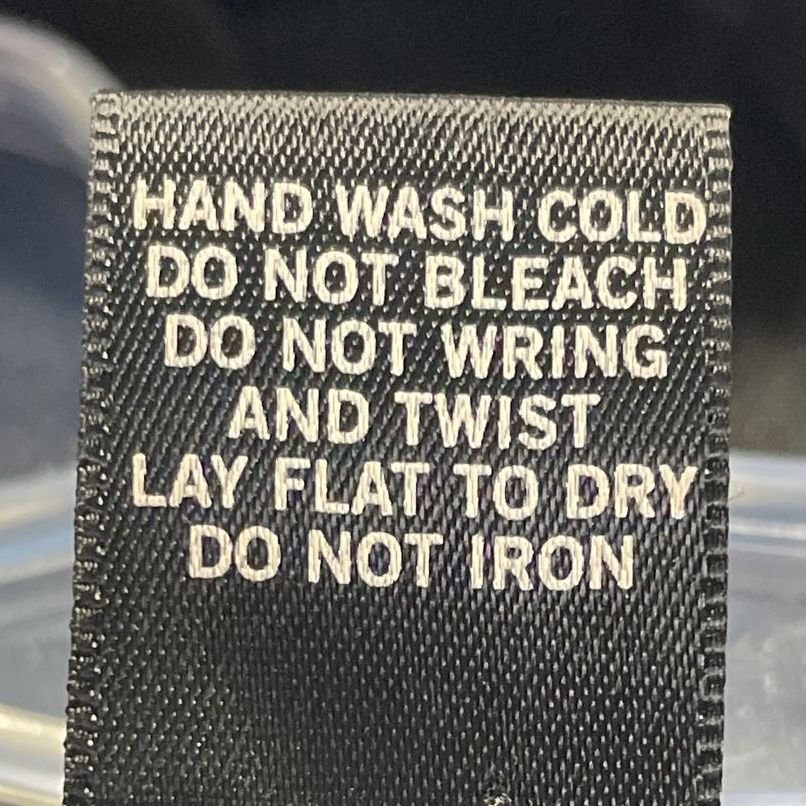 HAND WASH COLD
DO NOT BLEACH
DO NOT WRING
AND TWIST
LAY FLAT TO DRY
DO NOT IRON